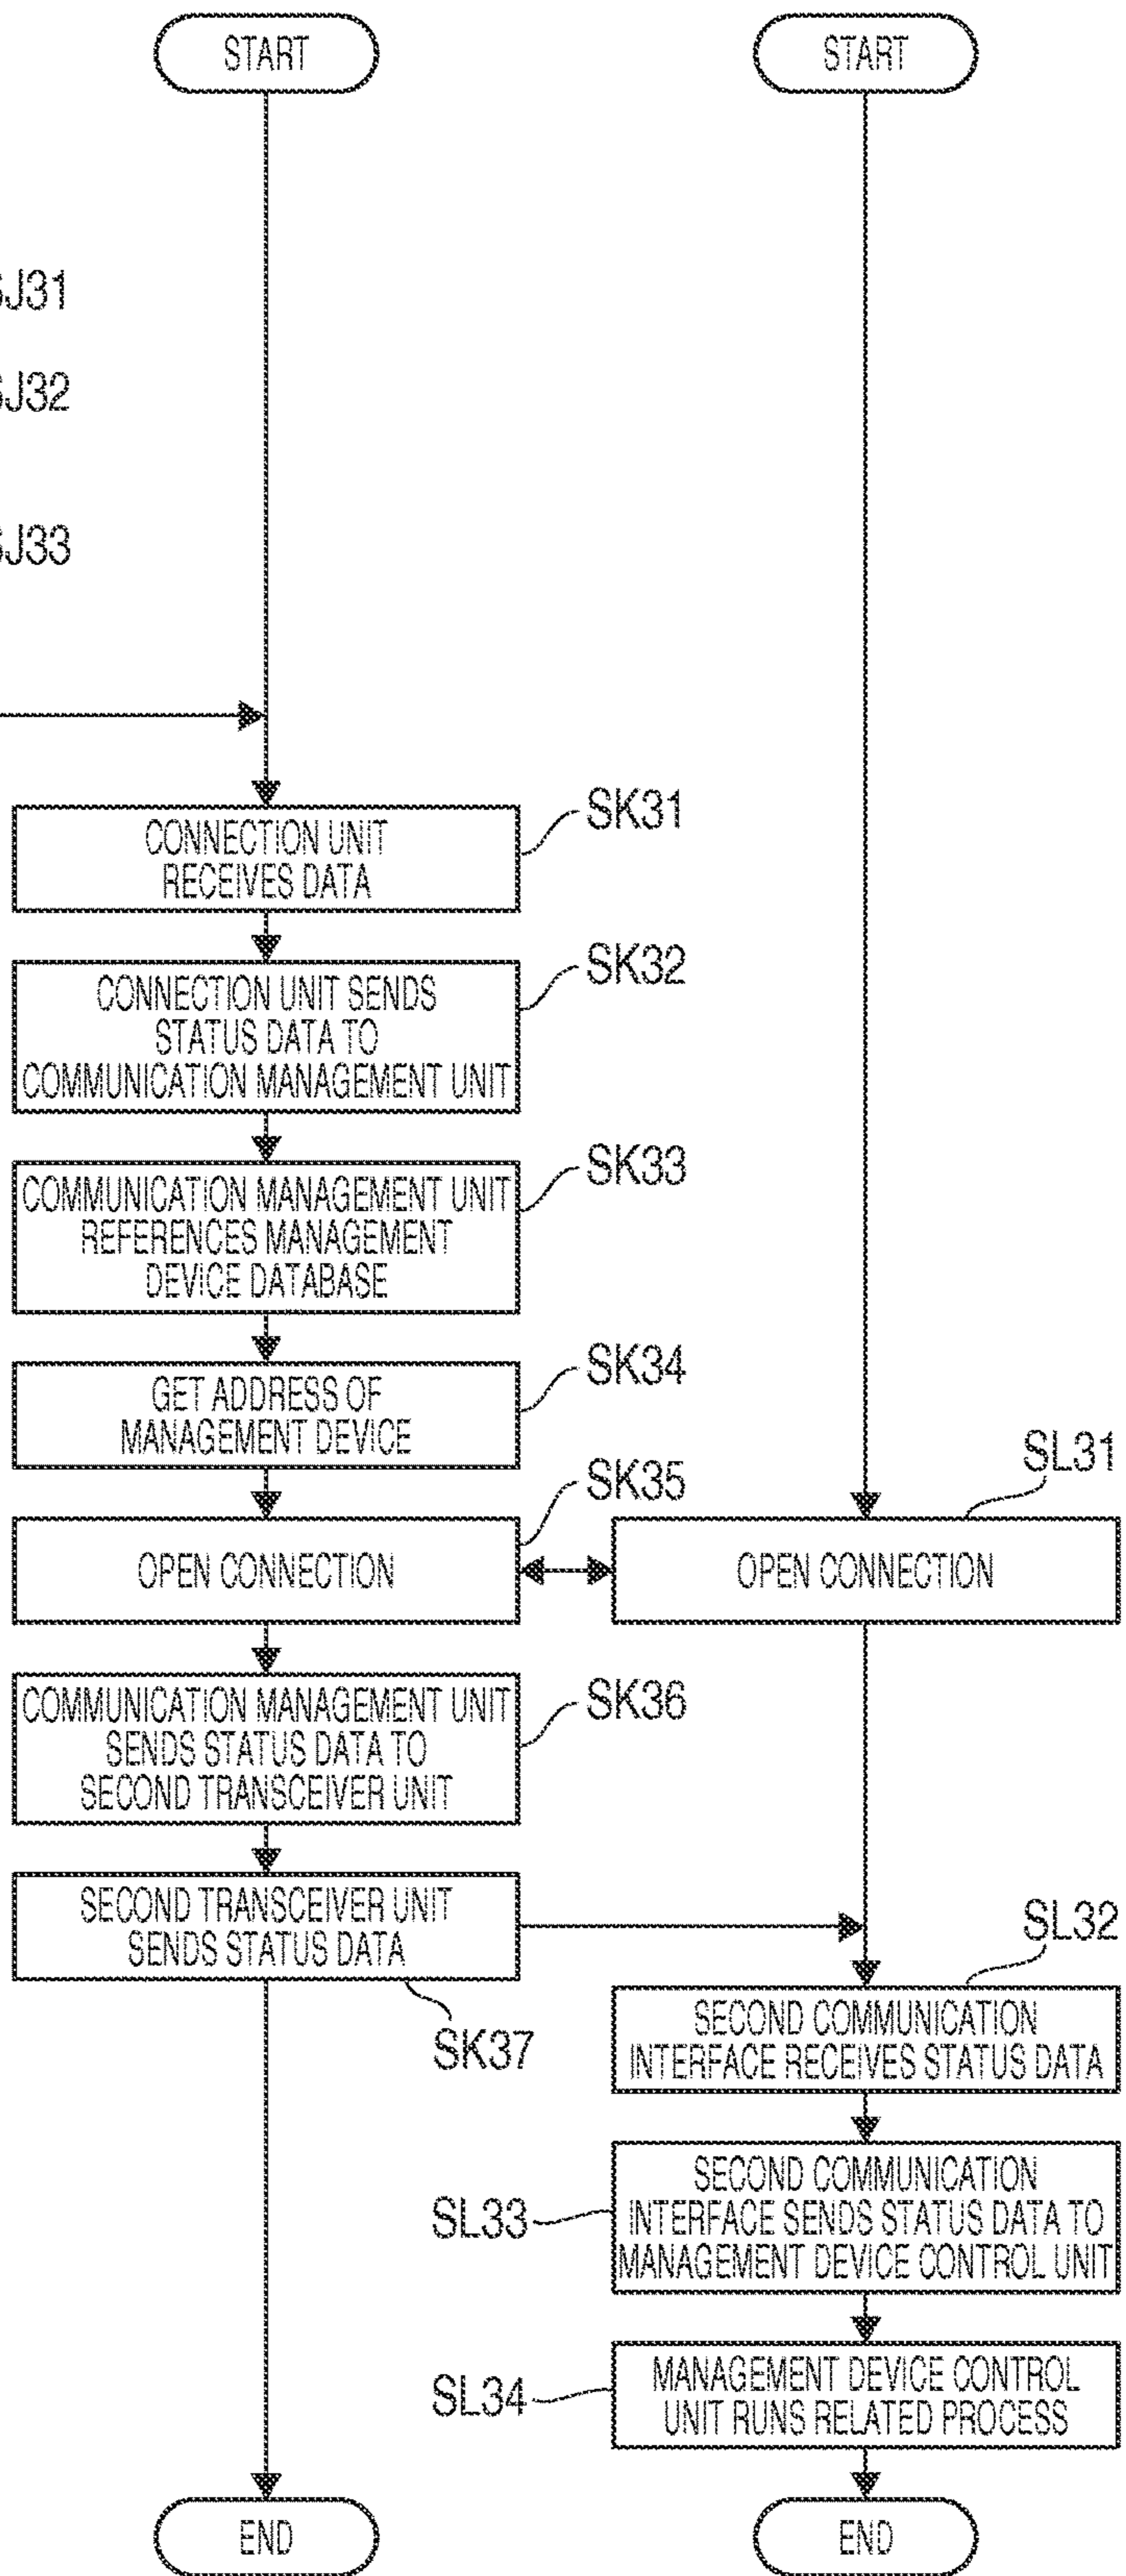 START
START
SJ31
SJ32
SJ33
CONNECTION UNIT
RECEIVES DATA
SK31
CONNECTION UNIT SENDS
STATUS DATA TO
COMMUNICATION MANAGEMENT UNIT
SK32
COMMUNICATION MANAGEMENT UNIT
REFERENCES MANAGEMENT
DEVICE DATABASE
SK33
GET ADDRESS OF
MANAGEMENT DEVICE
SK34
OPEN CONNECTION
SK35
OPEN CONNECTION
SL31
COMMUNICATION MANAGEMENT UNIT
SENDS STATUS DATA TO
SECOND TRANSCEIVER UNIT
SK36
SECOND TRANSCEIVER UNIT
SENDS STATUS DATA
SK37
SECOND COMMUNICATION
INTERFACE RECEIVES STATUS DATA
SL32
SECOND COMMUNICATION
INTERFACE SENDS STATUS DATA TO
MANAGEMENT DEVICE CONTROL UNIT
SL33
MANAGEMENT DEVICE CONTROL
UNIT RUNS RELATED PROCESS
SL34
END
END